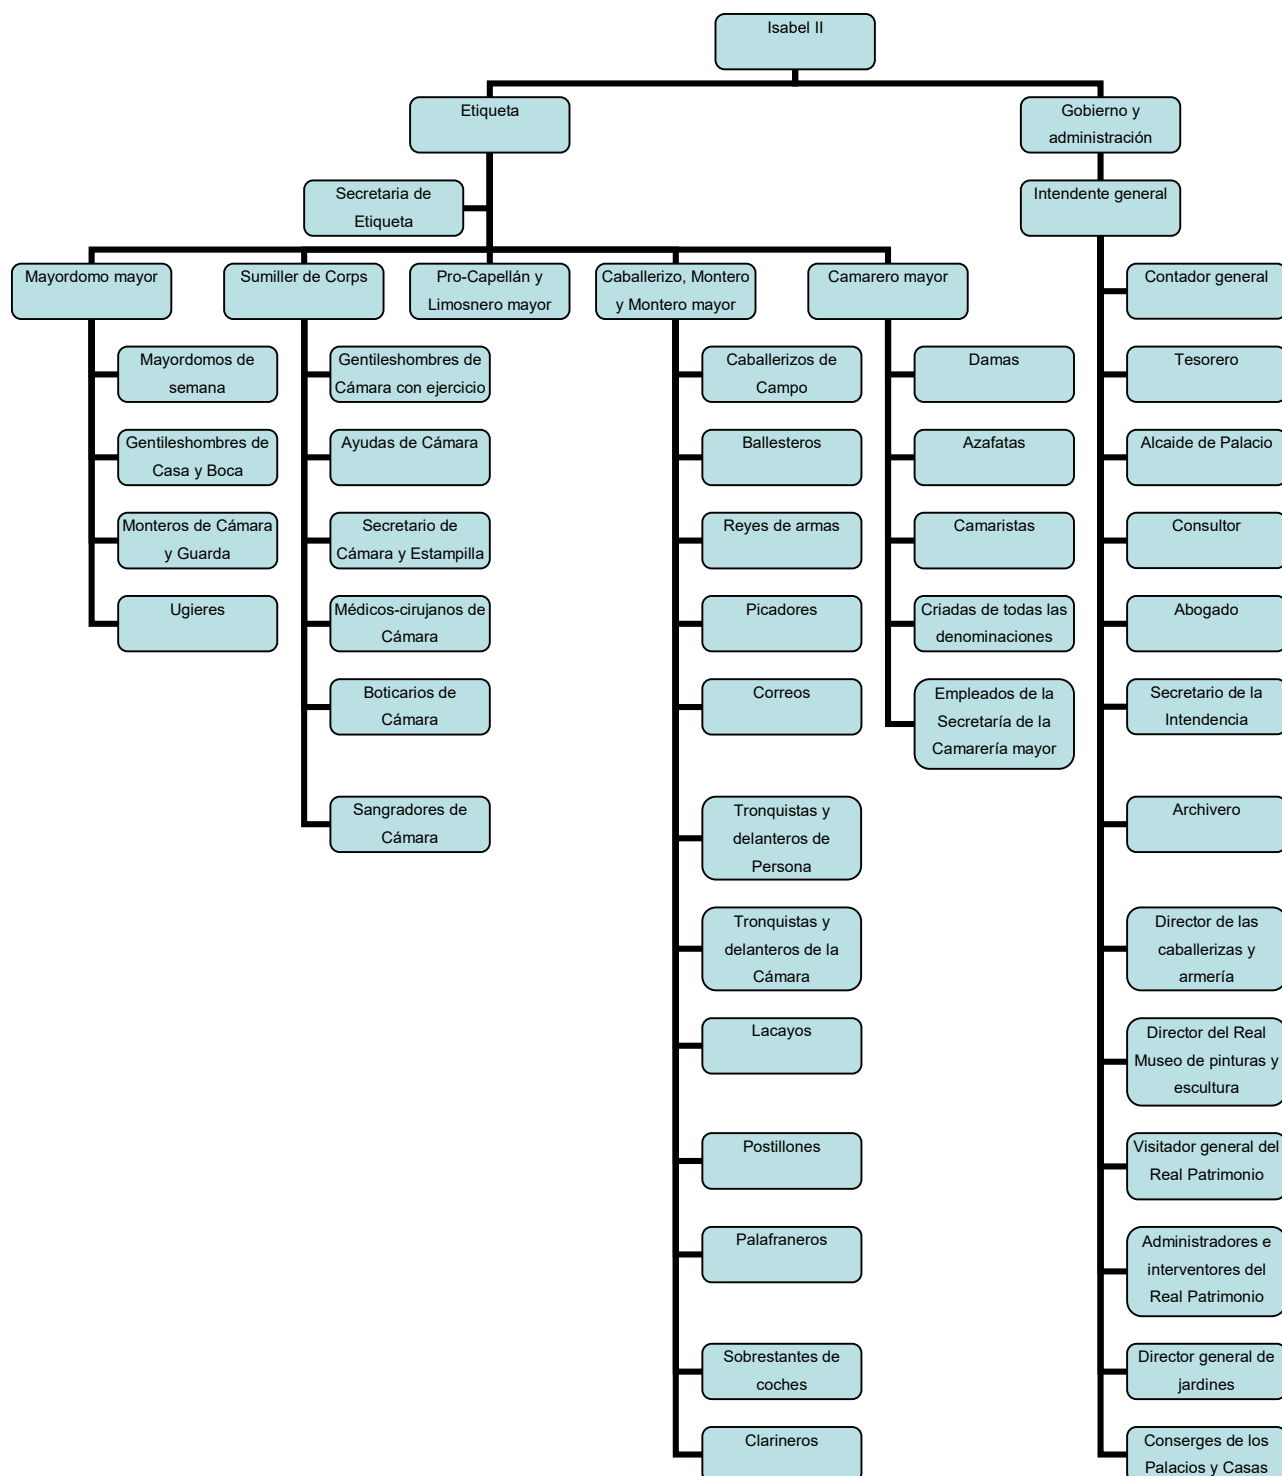 Isabel II
Etiqueta
Gobierno y
administración
Secretaria de
Etiqueta
Intendente general
Mayordomo mayor
Sumiller de Corps
Pro-Capellán y
Limosnero mayor
Caballerizo, Montero
y Montero mayor
Camarero mayor
Mayordomos de
semana
Gentileshombres de
Casa y Boca
Monteros de Cámara
y Guarda
Ugieres
Gentileshombres de
Cámara con ejercicio
Ayudas de Cámara
Secretario de
Cámara y Estampilla
Médicos-cirujanos de
Cámara
Boticarios de
Cámara
Sangradores de
Cámara
Caballerizos de
Campo
Ballesteros
Reyes de armas
Picadores
Correos
Tronquistas y
delanteros de
Persona
Tronquistas y
delanteros de la
Cámara
Lacayos
Postillones
Palafraneros
Sobrestantes de
coches
Clarineros
Damas
Azafatas
Camaristas
Criadas de todas las
denominaciones
Empleados de la
Secretaría de la
Camarería mayor
Contador general
Tesorero
Alcaide de Palacio
Consultor
Abogado
Secretario de la
Intendencia
Archivero
Director de las
caballerizas y
armería
Director del Real
Museo de pinturas y
escultura
Visitador general del
Real Patrimonio
Administradores e
interventores del
Real Patrimonio
Director general de
jardines
Conserges de los
Palacios y Casas